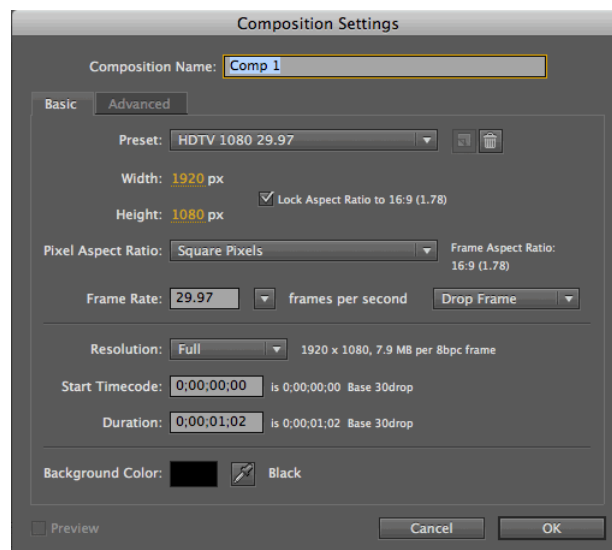 Composition Settings
Composition Name: Comp 1
Basic Advanced
Preset: HDTV 1080 29.97
Width: 1920 px
Lock Aspect Ratio to 16:9 (1.78)
Height: 1080 px
Pixel Aspect Ratio: Square Pixels
Frame Aspect Ratio:
16:9 (1.78)
Frame Rate: 29.97 frames per second Drop Frame
Resolution: Full 1920 x 1080, 7.9 MB per 8bpc frame
Start Timecode: 0;00;00;00 is 0;00;00;00 Base 30drop
Duration: 0;00;01;02 is 0;00;01;02 Base 30drop
Background Color: Black
Preview Cancel OK